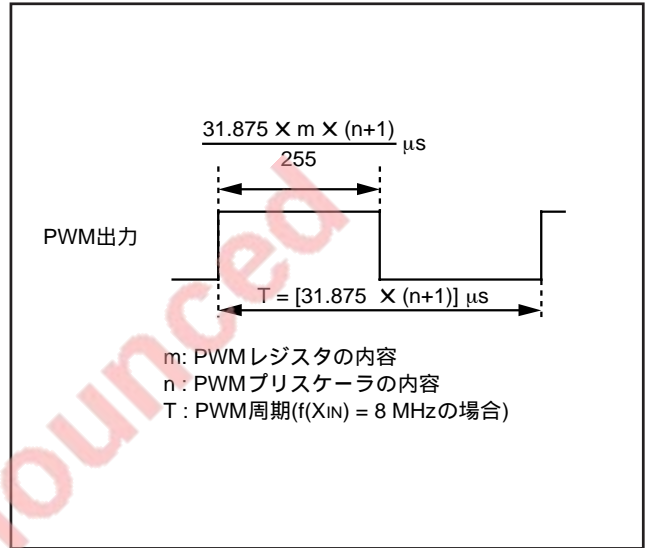 31.875 × m × (n+1)
255
μs
PWM出力
T = [31.875 × (n+1)] μs
m: PWMレジスタの内容
n : PWMプリスケーラの内容
T : PWM周期(f(XIN) = 8 MHzの場合)
ounced